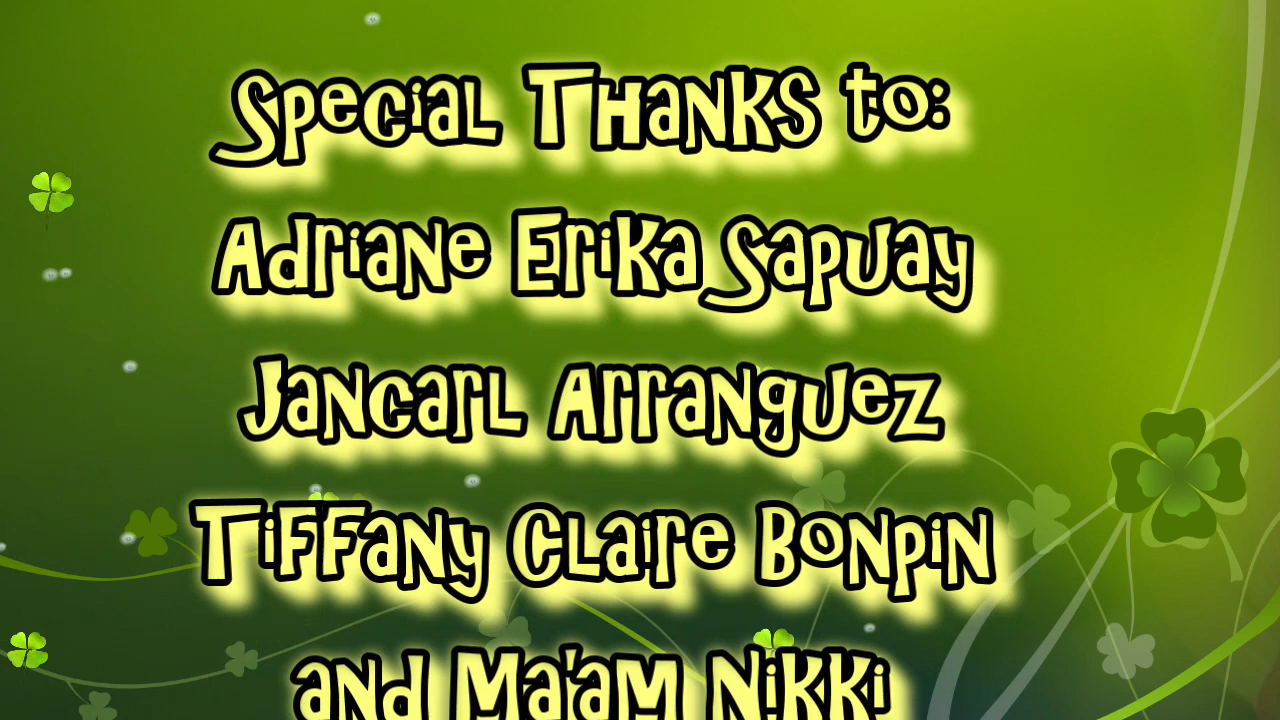 Special Thanks to:
Adriane Erika Sapuay
Jancarl Arranguez
Tiffany Claire Bonpin
and Ma'am Nikki